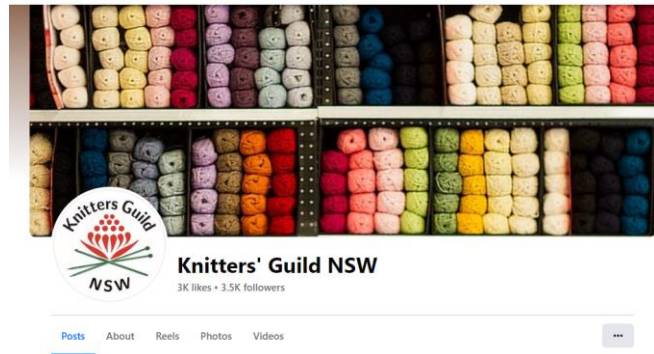 Knitters Guild
NSW
Knitters' Guild NSW
3K likes • 3.5K followers
Posts About Reels Photos Videos